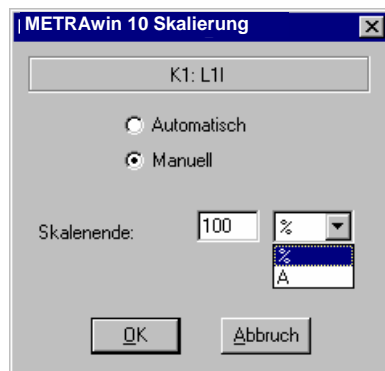 METRAwin 10 Skalierung
K1: L1I
Automatisch
Manuell
Skalenende: 100 %
%
A
OK Abbruch